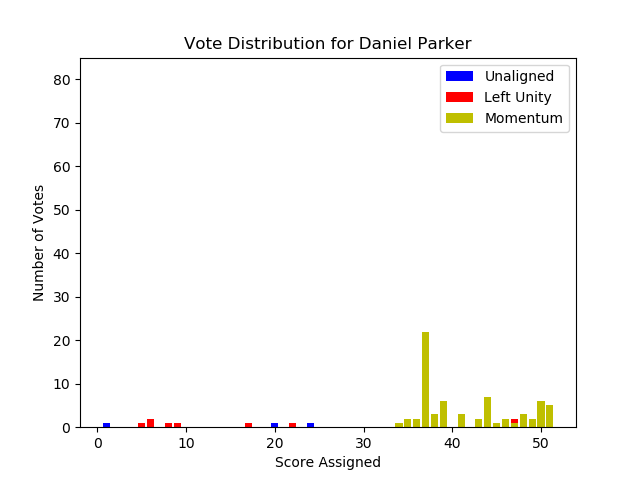 Vote Distribution for Daniel Parker
Unaligned
Left Unity
Momentum
Number of Votes
80
70
60
50
40
30
20
10
0
0 10 20 30 40 50
Score Assigned